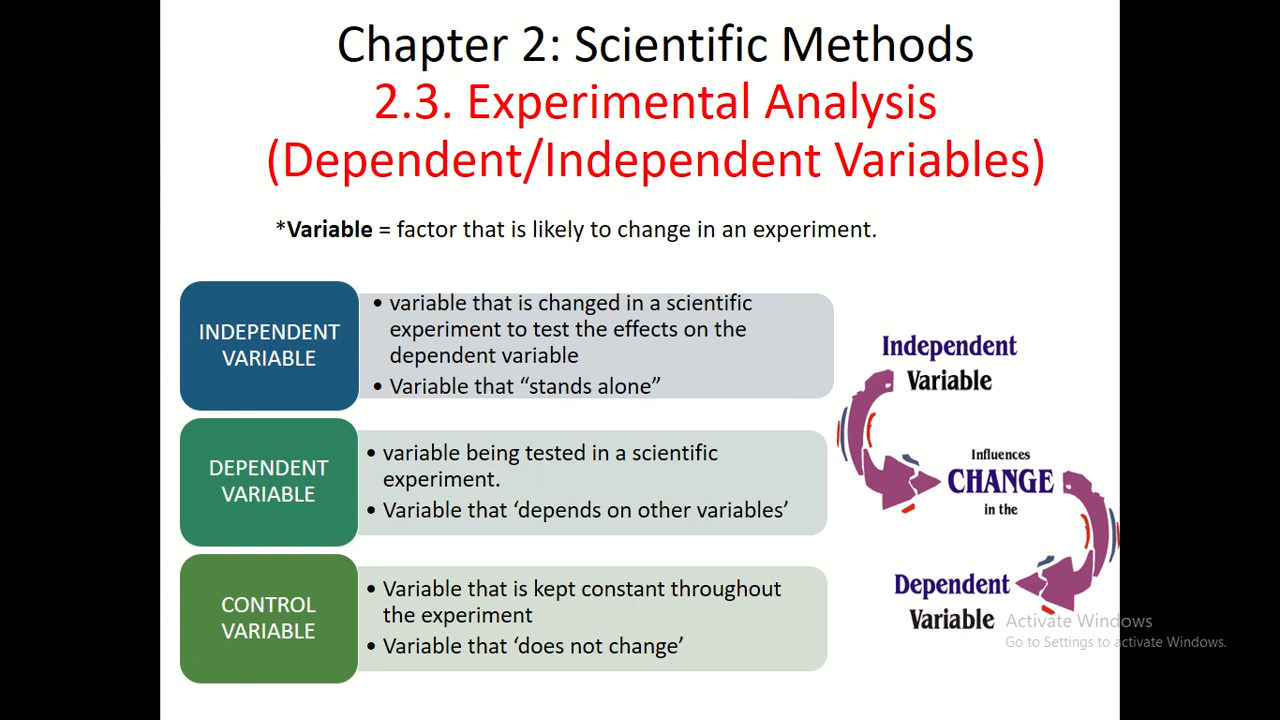 Chapter 2: Scientific Methods
2.3. Experimental Analysis
(Dependent/Independent Variables)
*Variable = factor that is likely to change in an experiment.
INDEPENDENT
VARIABLE
• variable that is changed in a scientific
experiment to test the effects on the
dependent variable
• Variable that “stands alone”
DEPENDENT
VARIABLE
• variable being tested in a scientific
experiment.
• Variable that ‘depends on other variables’
CONTROL
VARIABLE
• Variable that is kept constant throughout
the experiment
• Variable that ‘does not change’
Independent
Variable
Influences
CHANGE
in the
Dependent
Variable
Activate Windows
Go to Settings to activate Windows.